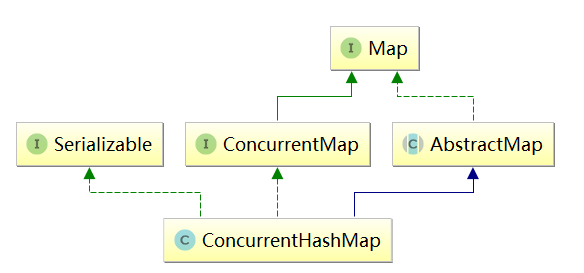 I Map
I Serializable
I ConcurrentMap
C AbstractMap
C ConcurrentHashMap